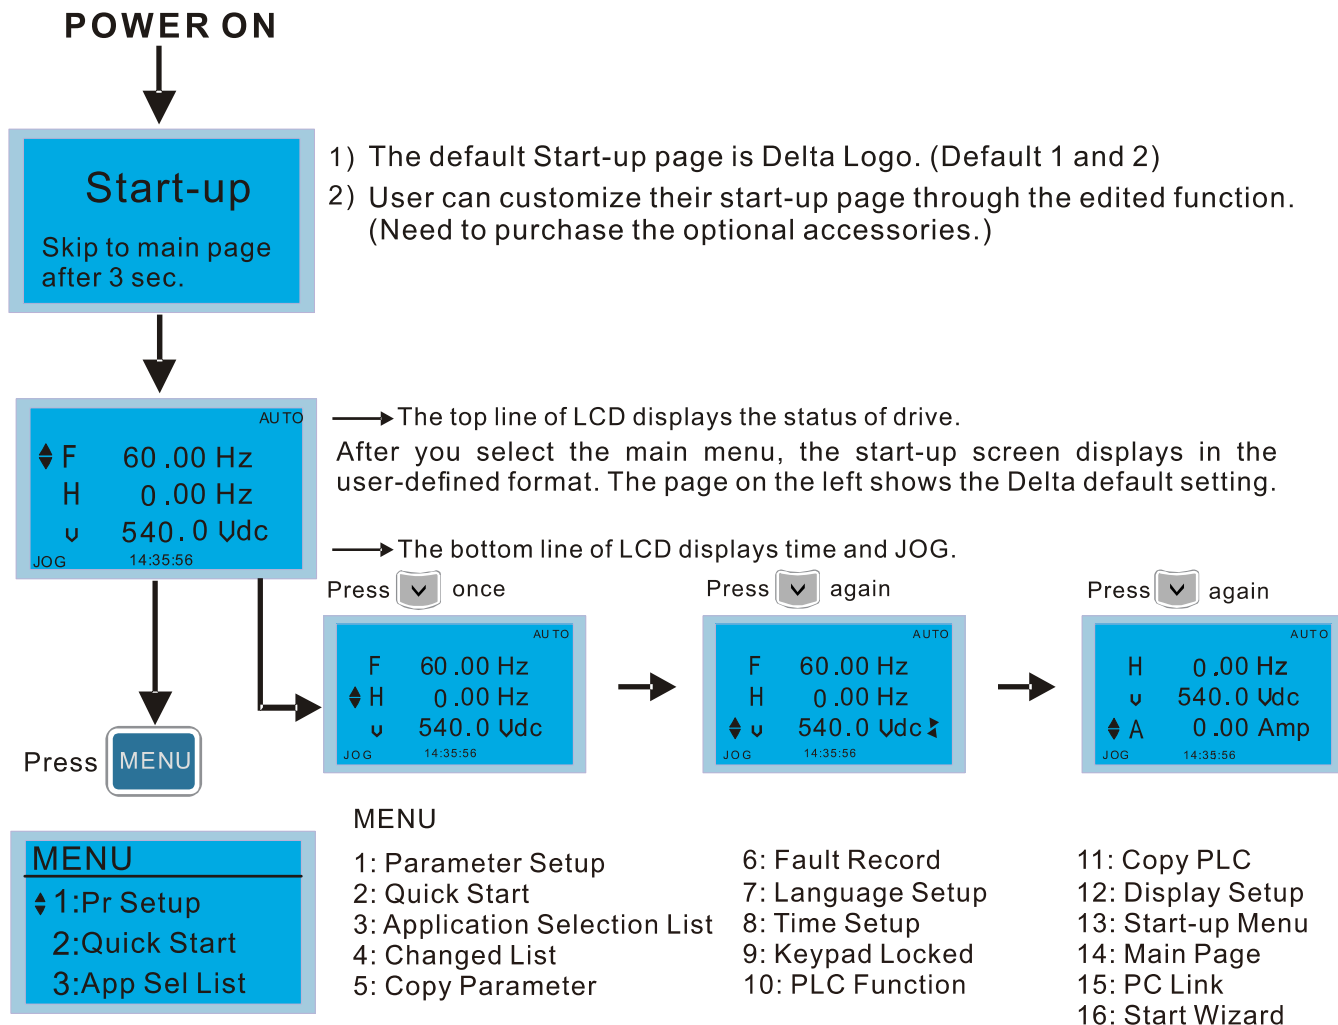 POWER ON
Start-up
Skip to main page
after 3 sec.
1) The default Start-up page is Delta Logo. (Default 1 and 2)
2) User can customize their start-up page through the edited function.
(Need to purchase the optional accessories.)
AUTO
F 60.00 Hz
H 0.00 Hz
v 540.0 Vdc
JOG 14:35:56
The top line of LCD displays the status of drive.
After you select the main menu, the start-up screen displays in the
user-defined format. The page on the left shows the Delta default setting.
The bottom line of LCD displays time and JOG.
Press once
AUTO
F 60.00 Hz
H 0.00 Hz
v 540.0 Vdc
JOG 14:35:56
Press again
AUTO
F 60.00 Hz
H 0.00 Hz
v 540.0 Vdc
JOG 14:35:56
Press again
AUTO
H 0.00 Hz
v 540.0 Vdc
A 0.00 Amp
JOG 14:35:56
Press MENU
MENU
1:Pr Setup
2:Quick Start
3:App Sel List
MENU
1: Parameter Setup
2: Quick Start
3: Application Selection List
4: Changed List
5: Copy Parameter
6: Fault Record
7: Language Setup
8: Time Setup
9: Keypad Locked
10: PLC Function
11: Copy PLC
12: Display Setup
13: Start-up Menu
14: Main Page
15: PC Link
16: Start Wizard